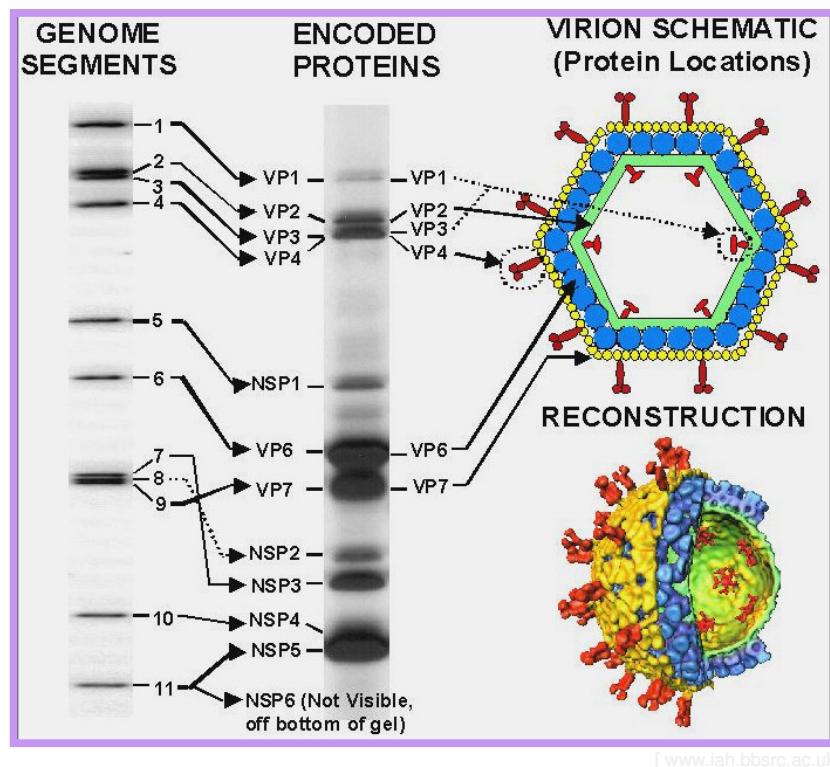 GENOME
SEGMENTS
ENCODED
PROTEINS
VIRION SCHEMATIC
(Protein Locations)
1
2
3
4
5
6
7
8
9
10
11
VP1
VP2
VP3
VP4
NSP1
VP6
VP7
NSP2
NSP3
NSP4
NSP5
NSP6 (Not Visible,
off bottom of gel)
VP1
VP2
VP3
VP4
VP6
VP7
RECONSTRUCTION
[ www.iah.bbsrc.ac.uk